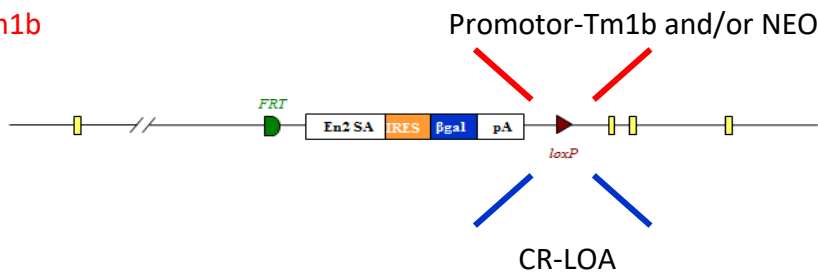 m1b
Promotor-Tm1b and/or NEO
FRT
En2 SA IRES βgal pA
loxP
CR-LOA